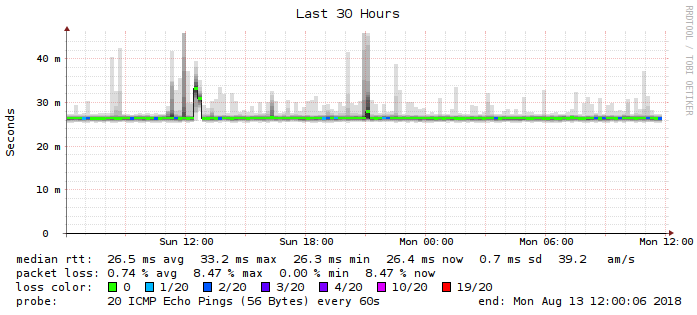 Last 30 Hours
RRDTOOL / TOBI OETIKER
Seconds
40 m
30 m
20 m
10 m
0
Sun 12:00 Sun 18:00 Mon 00:00 Mon 06:00 Mon 12:00
median rtt: 26.5 ms avg 33.2 ms max 26.3 ms min 26.4 ms now 0.7 ms sd 39.2 am/s
packet loss: 0.74 % avg 8.47 % max 0.00 % min 8.47 % now
loss color: 0 1/20 2/20 3/20 4/20 10/20 19/20
probe: 20 ICMP Echo Pings (56 Bytes) every 60s end: Mon Aug 13 12:00:06 2018